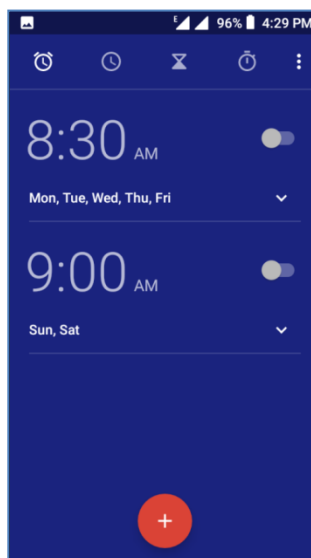 E 96% 4:29 PM
8:30 AM
Mon, Tue, Wed, Thu, Fri
9:00 AM
Sun, Sat